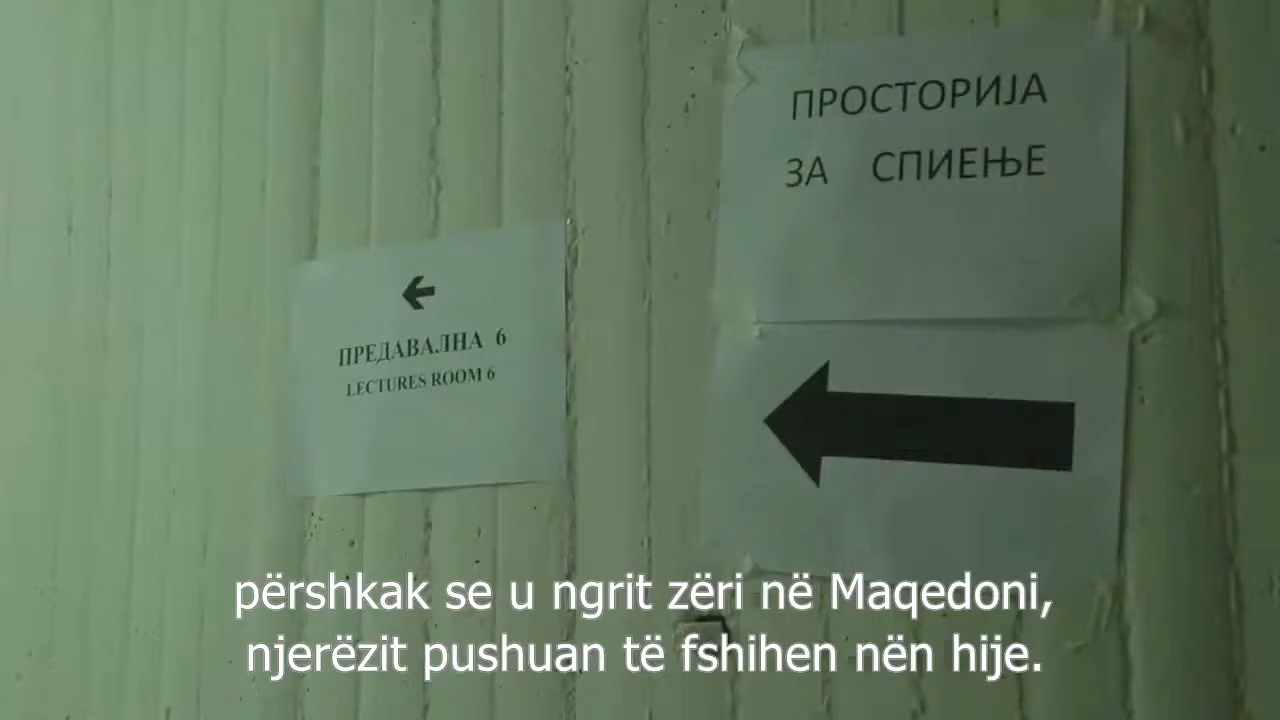 ПРОСТОРИЈА
ЗА СПИЕЊЕ
ПРЕДАВАЛНА 6
LECTURES ROOM 6
përshkak se u ngrit zëri në Maqedoni,
njerëzit pushuan të fshihen nën hije.